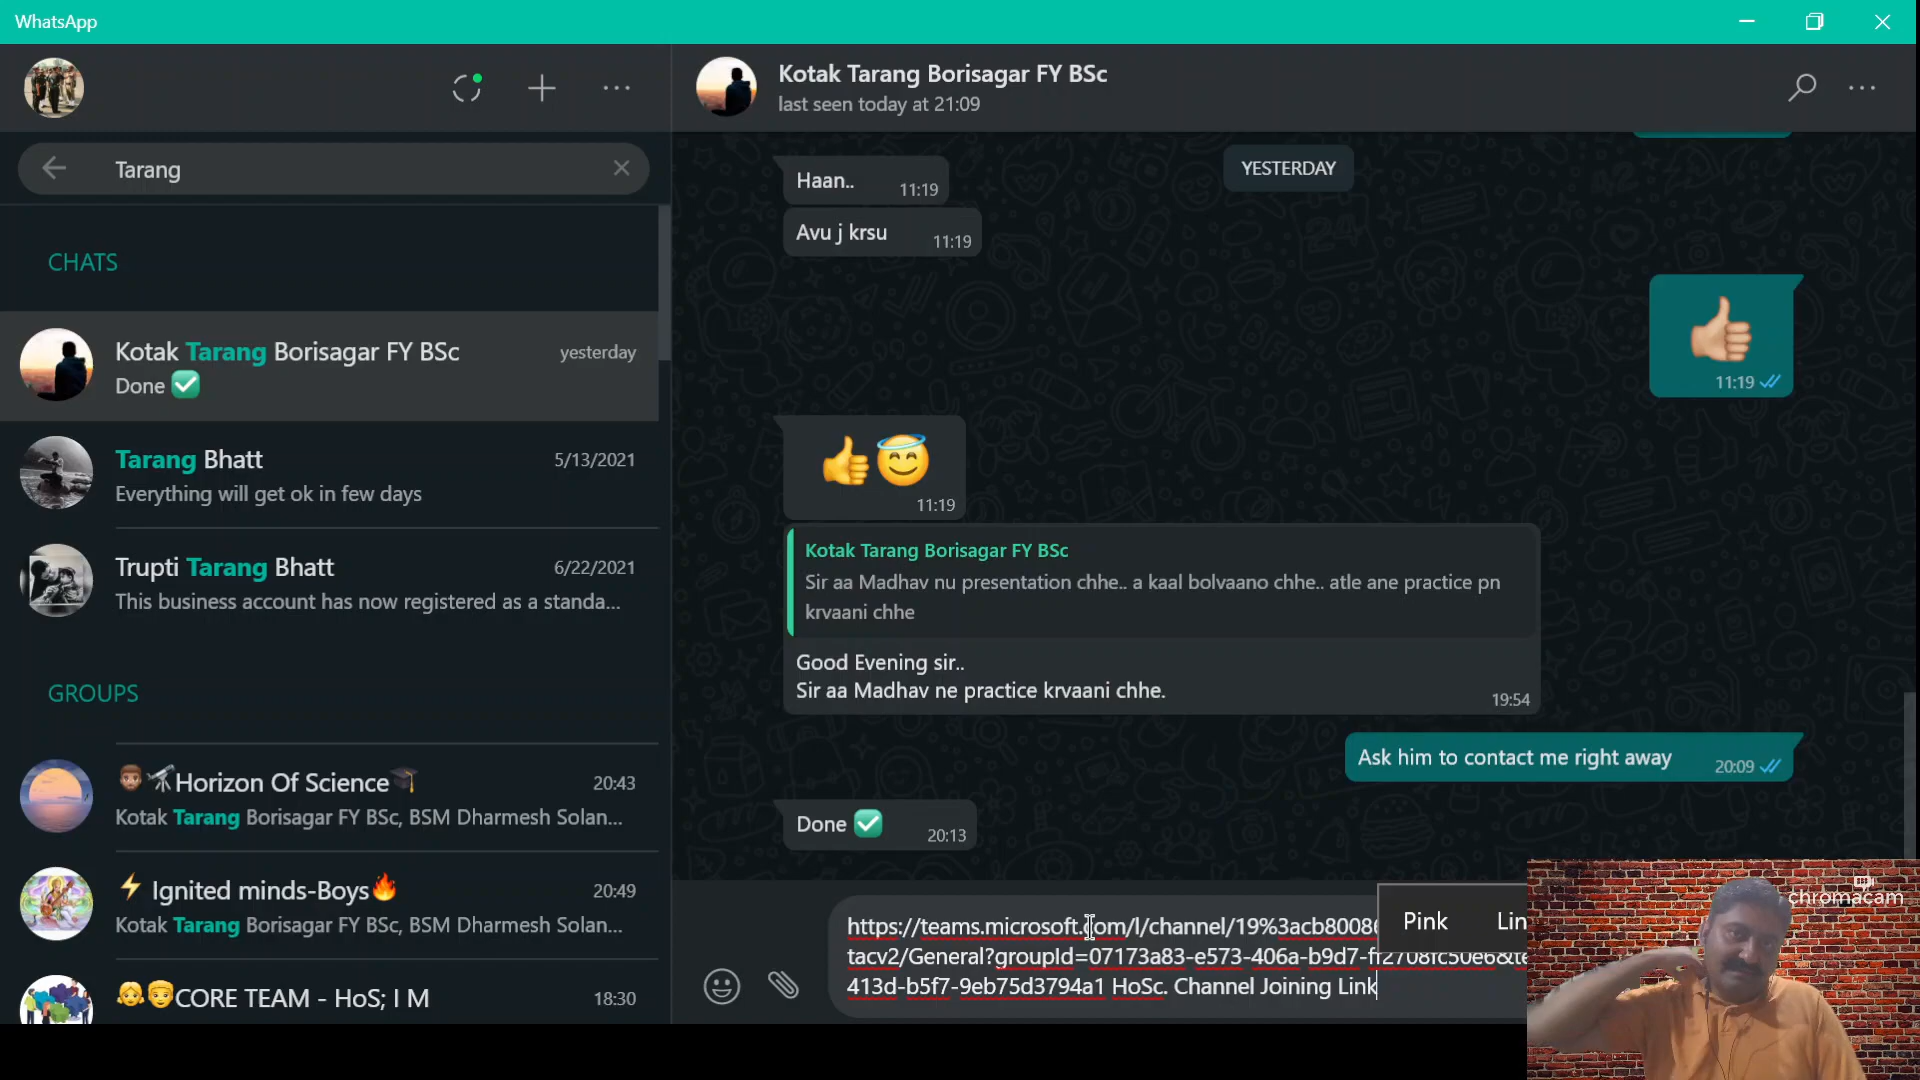 WhatsApp
Tarang
CHATS
Kotak Tarang Borisagar FY BSc
yesterday
Done ✅
Tarang Bhatt
5/13/2021
Everything will get ok in few days
Trupti Tarang Bhatt
6/22/2021
This business account has now registered as a standa...
GROUPS
Horizon Of Science
20:43
Kotak Tarang Borisagar FY BSc, BSM Dharmesh Solan...
Ignited minds-Boys
20:49
Kotak Tarang Borisagar FY BSc, BSM Dharmesh Solan...
CORE TEAM - HoS; I M
18:30
Kotak Tarang Borisagar FY BSc
last seen today at 21:09
YESTERDAY
Haan.. 11:19
Avu j krsu 11:19
11:19
11:19
Kotak Tarang Borisagar FY BSc
Sir aa Madhav nu presentation chhe.. a kaal bolvaano chhe.. atle ane practice pn
krvaani chhe
Good Evening sir..
Sir aa Madhav ne practice krvaani chhe.
19:54
Ask him to contact me right away 20:09
Done ✅ 20:13
Pink Lin
https://teams.microsoft.com/l/channel/19%3acb8008
tacv2/General?groupId=07173a83-e573-406a-b9d7-ff2708fc50e6&te
413d-b5f7-9eb75d3794a1 HoSc. Channel Joining Link
chromacam